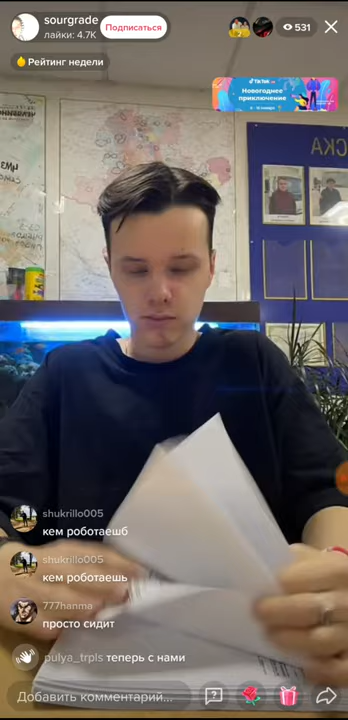 sourgrade
лайки: 4.7K
Подписаться
531
Рейтинг недели
TikTok
Новогоднее
приключение
shukrillo005
кем роботаешб
shukrillo005
кем роботаешь
777hanma
просто сидит
pulya_trpls теперь с нами
Добавить комментарий...